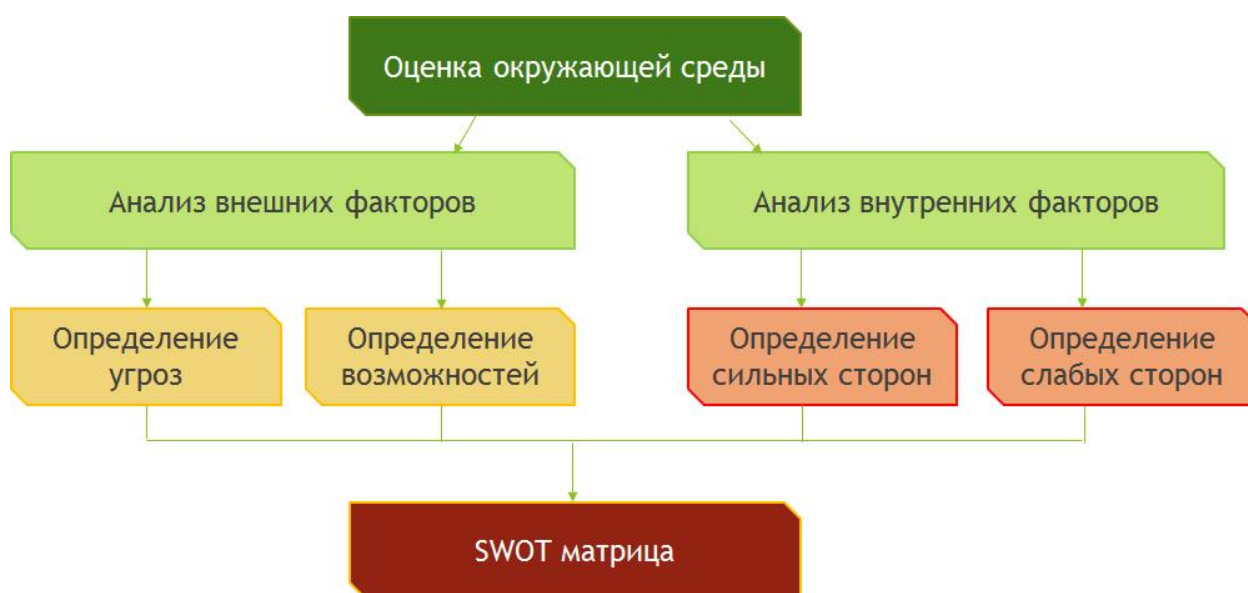 Оценка окружающей среды
Анализ внешних факторов
Анализ внутренних факторов
Определение
угроз
Определение
возможностей
Определение
сильных сторон
Определение
слабых сторон
SWOT матрица